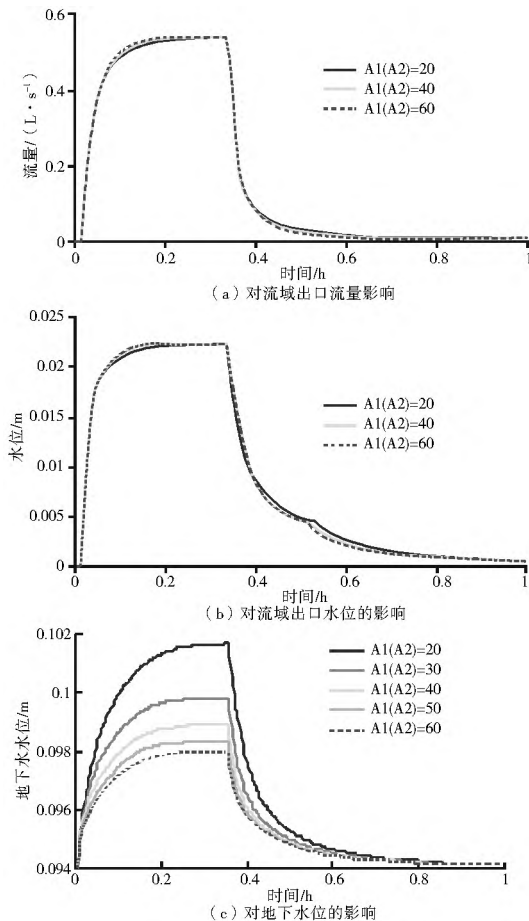 0.6
A1(A2)=20
A1(A2)=40
A1(A2)=60
0.4
流量/(L·s⁻¹)
0.2
0
0 0.2 0.4 0.6 0.8 1
时间/h
(a)对流域出口流量影响
0.025
0.02
A1(A2)=20
A1(A2)=40
A1(A2)=60
0.015
水位/m
0.01
0.005
0
0 0.2 0.4 0.6 0.8 1
时间/h
(b)对流域出口水位的影响
0.102
A1(A2)=20
A1(A2)=30
A1(A2)=40
A1(A2)=50
A1(A2)=60
0.1
地下水水位/m
0.098
0.096
0.094
0 0.2 0.4 0.6 0.8 1
时间/h
(c)对地下水位的影响